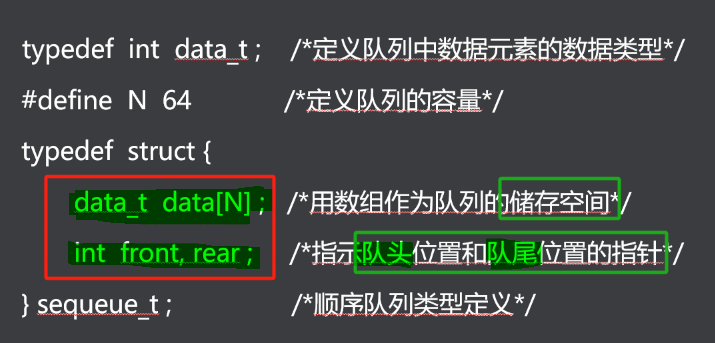 typedef int data_t ; /*定义队列中数据元素的数据类型*/
#define N 64 /*定义队列的容量*/
typedef struct {
data_t data[N] ; /*用数组作为队列的储存空间*/
int front, rear ; /*指示队头位置和队尾位置的指针*/
} sequeue_t ; /*顺序队列类型定义*/